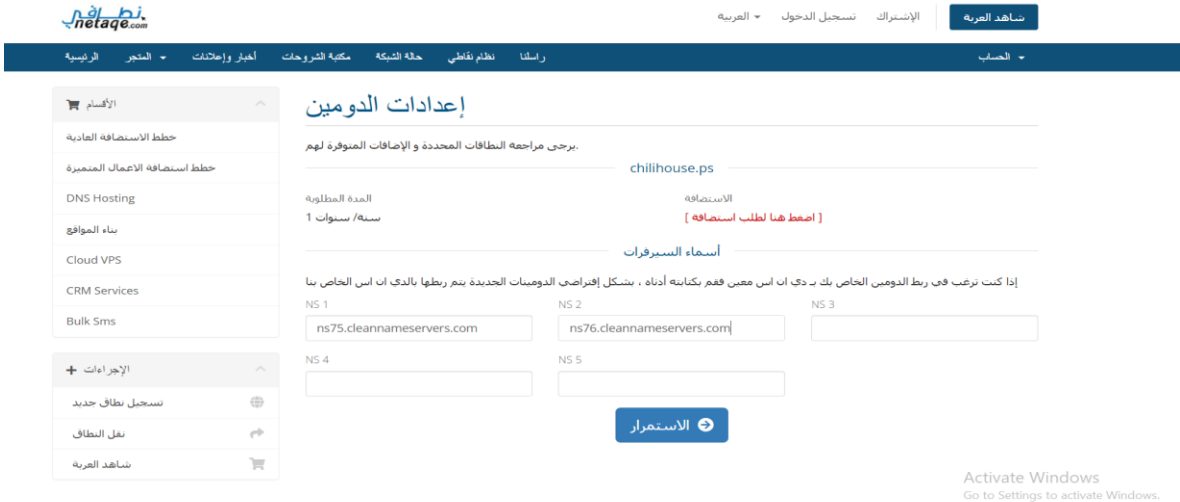 نطاقي.com
netaqe.com
شاهد العربة
الإشتراك
تسجيل الدخول
العربية
الرئيسية
المتجر
أخبار وإعلانات
مكتبة الشروحات
حالة الشبكة
نظام نقاطي
راسلنا
الحساب
الأقسام
خطط الاستضافة العادية
خطط استضافة الاعمال المتميزة
DNS Hosting
بناء المواقع
Cloud VPS
CRM Services
Bulk Sms
الإجراءات
تسجيل نطاق جديد
نقل النطاق
شاهد العربة
إعدادات الدومين
يرجى مراجعة النطاقات المحددة و الإضافات المتوفرة لهم.
chilihouse.ps
المدة المطلوبة
1 سنة/ سنوات
الاستضافة
[ اضغط هنا لطلب استضافة ]
أسماء السيرفرات
إذا كنت ترغب في ربط الدومين الخاص بك بـ دي ان اس معين فقم بكتابته أدناه ، بشكل إفتراضي الدومينات الجديدة يتم ربطها بالدي ان اس الخاص بنا
NS 1
ns75.cleannameservers.com
NS 2
ns76.cleannameservers.com
NS 3
NS 4
NS 5
الاستمرار
Activate Windows
Go to Settings to activate Windows.